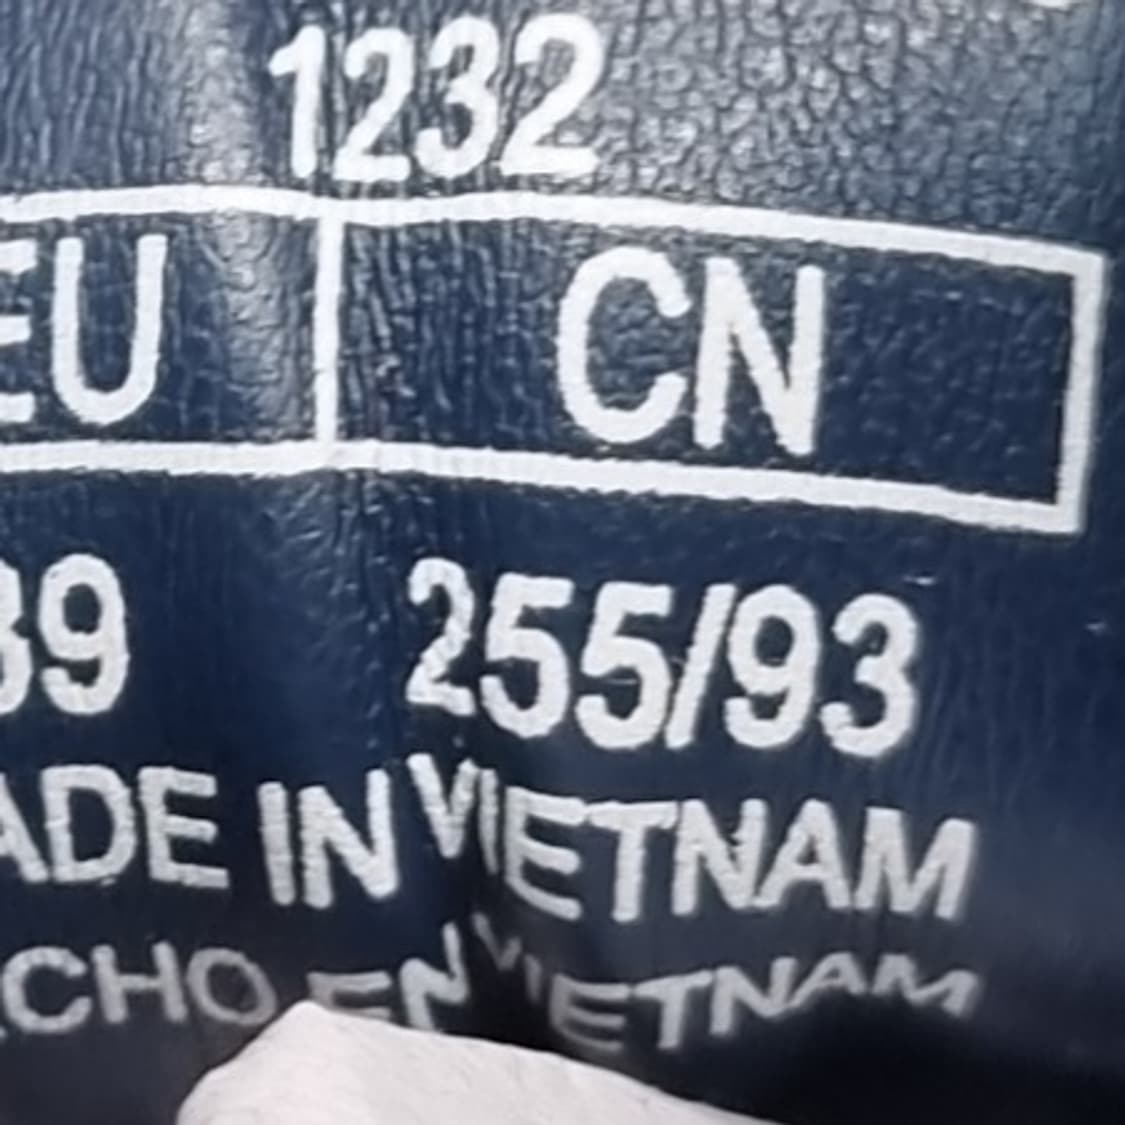 1232
EU CN
39 255/93
ADE IN VIETNAM
CHO EN VIETNAM